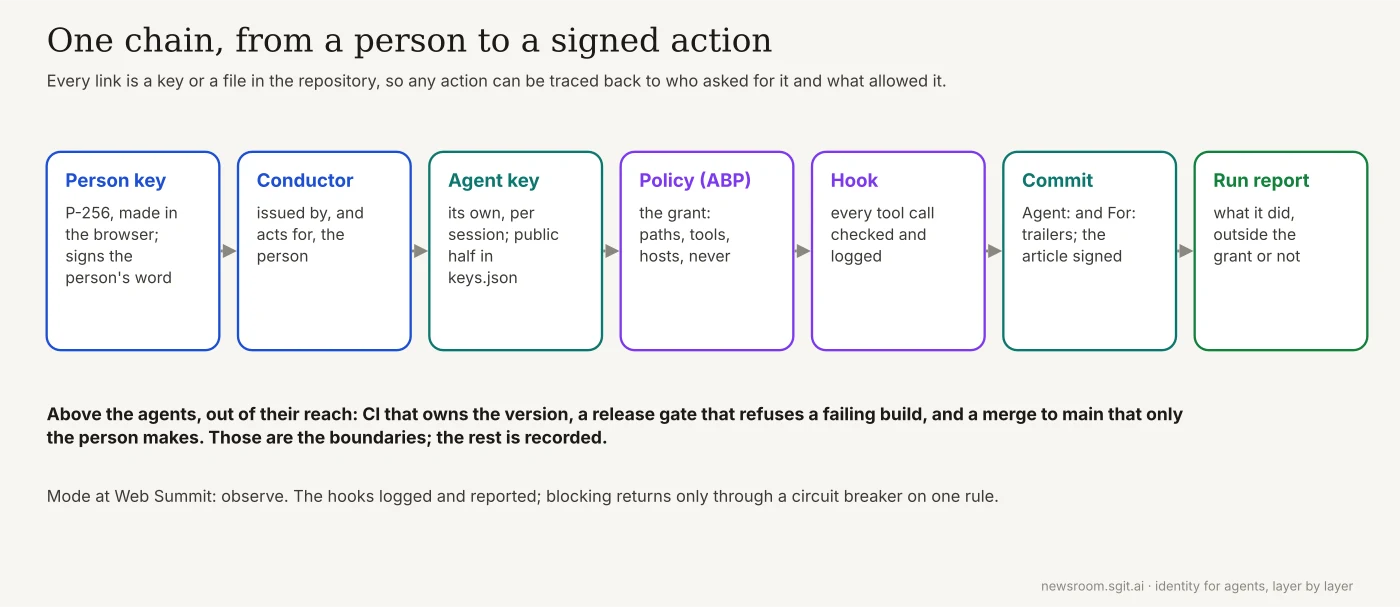 One chain, from a person to a signed action
Every link is a key or a file in the repository, so any action can be traced back to who asked for it and what allowed it.
Person key
P-256, made in
the browser;
signs the
person's word
Conductor
issued by, and
acts for, the
person
Agent key
its own, per
session; public
half in
keys.json
Policy (ABP)
the grant:
paths, tools,
hosts, never
Hook
every tool call
checked and
logged
Commit
Agent: and For:
trailers; the
article signed
Run report
what it did,
outside the
grant or not
Above the agents, out of their reach: CI that owns the version, a release gate that refuses a failing build, and a merge to main that only
the person makes. Those are the boundaries; the rest is recorded.
Mode at Web Summit: observe. The hooks logged and reported; blocking returns only through a circuit breaker on one rule.
newsroom.sgit.ai · identity for agents, layer by layer